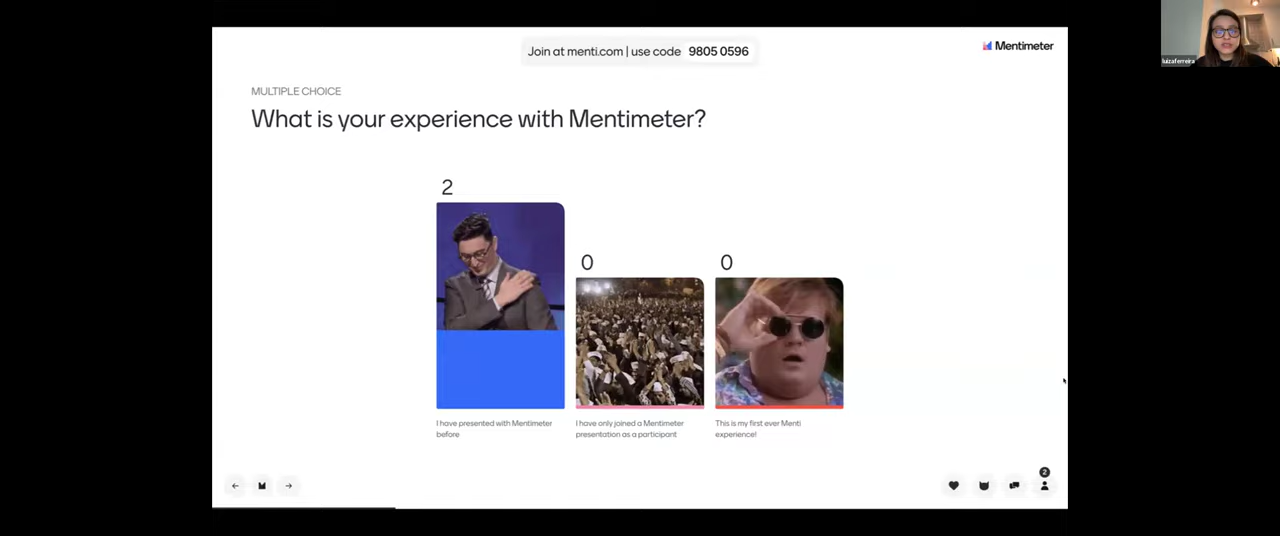 Join at menti.com | use code 9805 0596
Mentimeter
luizaferreira
MULTIPLE CHOICE
What is your experience with Mentimeter?
2
0
0
I have presented with Mentimeter
before
I have only joined a Mentimeter
presentation as a participant
This is my first ever Menti
experience!
2